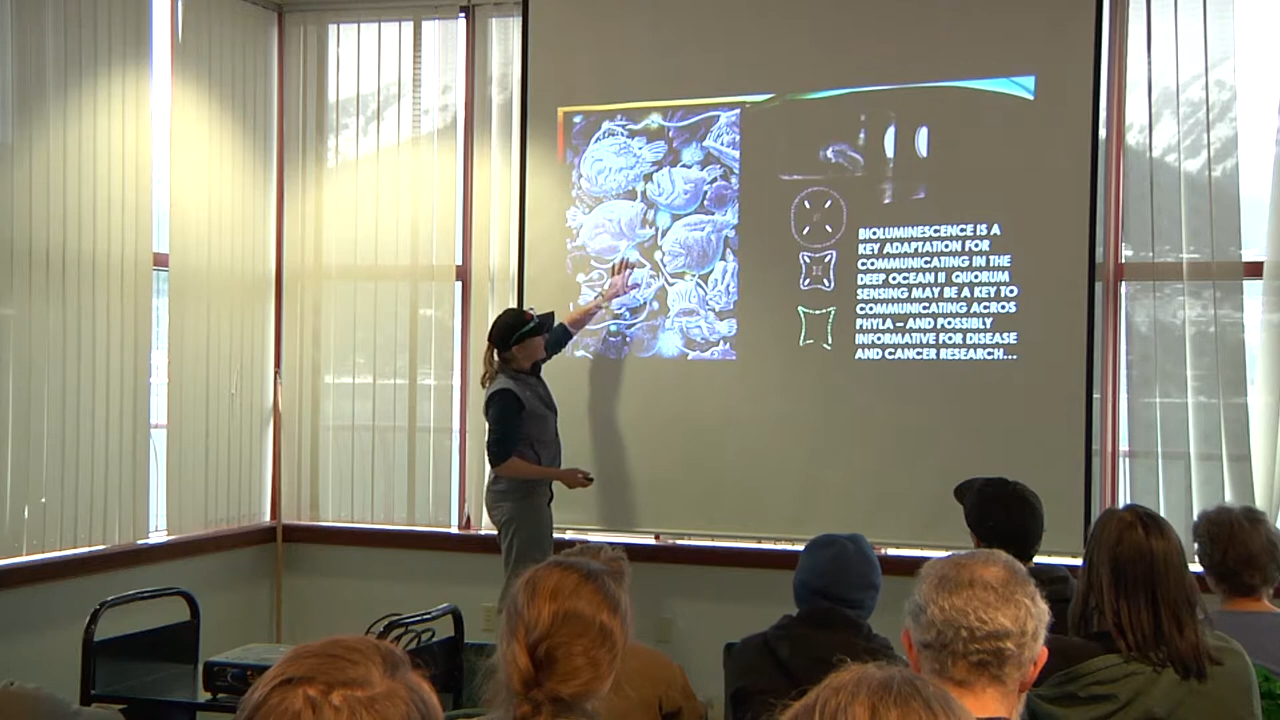 BIOLUMINESCENCE IS A
KEY ADAPTATION FOR
COMMUNICATING IN THE
DEEP OCEAN II QUORUM
SENSING MAY BE A KEY TO
COMMUNICATING ACROS
PHYLA – AND POSSIBLY
INFORMATIVE FOR DISEASE
AND CANCER RESEARCH...